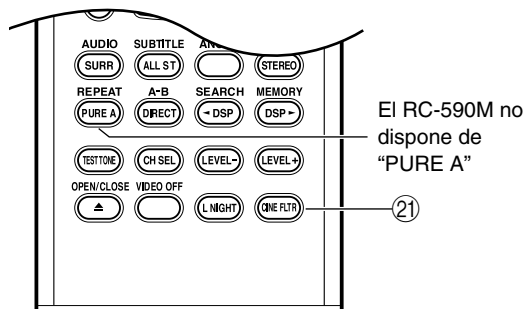 AUDIO SUBTITLE
SURR ALL ST STEREO
REPEAT A-B SEARCH MEMORY
PURE A DIRECT ◄ DSP DSP ►
El RC-590M no
dispone de
“PURE A”
TEST TONE CH SEL LEVEL- LEVEL+
OPEN/CLOSE VIDEO OFF
L NIGHT CINE FLTR
㉑